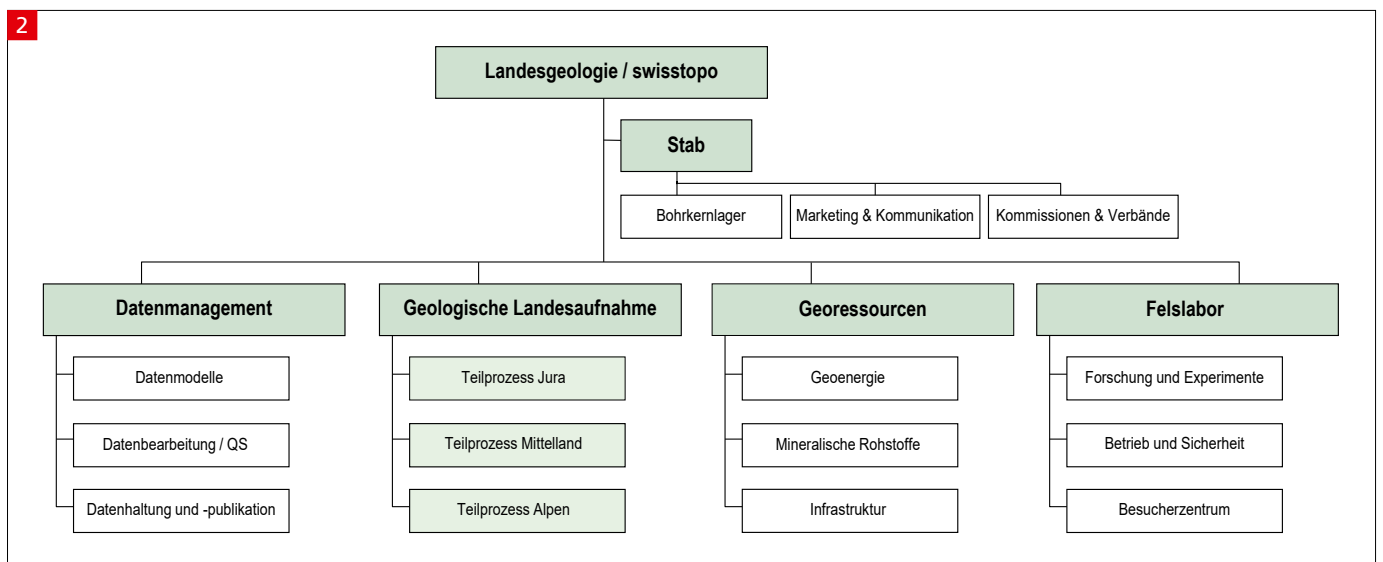 2
Landesgeologie / swisstopo
Stab
Bohrkernlager
Marketing & Kommunikation
Kommissionen & Verbände
Datenmanagement
Geologische Landesaufnahme
Georessourcen
Felslabor
Datenmodelle
Teilprozess Jura
Geoenergie
Forschung und Experimente
Datenbearbeitung / QS
Teilprozess Mittelland
Mineralische Rohstoffe
Betrieb und Sicherheit
Datenhaltung und -publikation
Teilprozess Alpen
Infrastruktur
Besucherzentrum